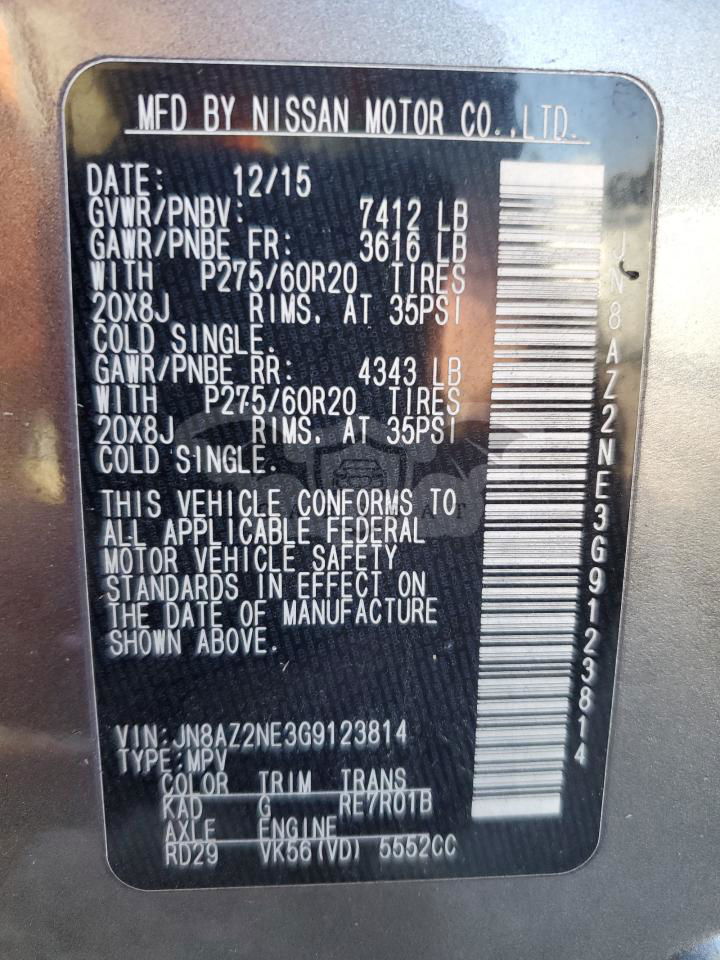 MFD BY NISSAN MOTOR CO.,LTD.
DATE: 12/15
GVWR/PNBV: 7412 LB
GAWR/PNBE FR: 3616 LB
WITH P275/60R20 TIRES
20X8J RIMS, AT 35PSI
COLD SINGLE.
GAWR/PNBE RR: 4343 LB
WITH P275/60R20 TIRES
20X8J RIMS, AT 35PSI
COLD SINGLE.
THIS VEHICLE CONFORMS TO
ALL APPLICABLE FEDERAL
MOTOR VEHICLE SAFETY
STANDARDS IN EFFECT ON
THE DATE OF MANUFACTURE
SHOWN ABOVE.
VIN:JN8AZ2NE3G9123814
TYPE:MPV
COLOR TRIM TRANS
KAD G RE7R01B
AXLE ENGINE
RD29 VK56(VD) 5552CC
JN8AZ2NE3G9123814